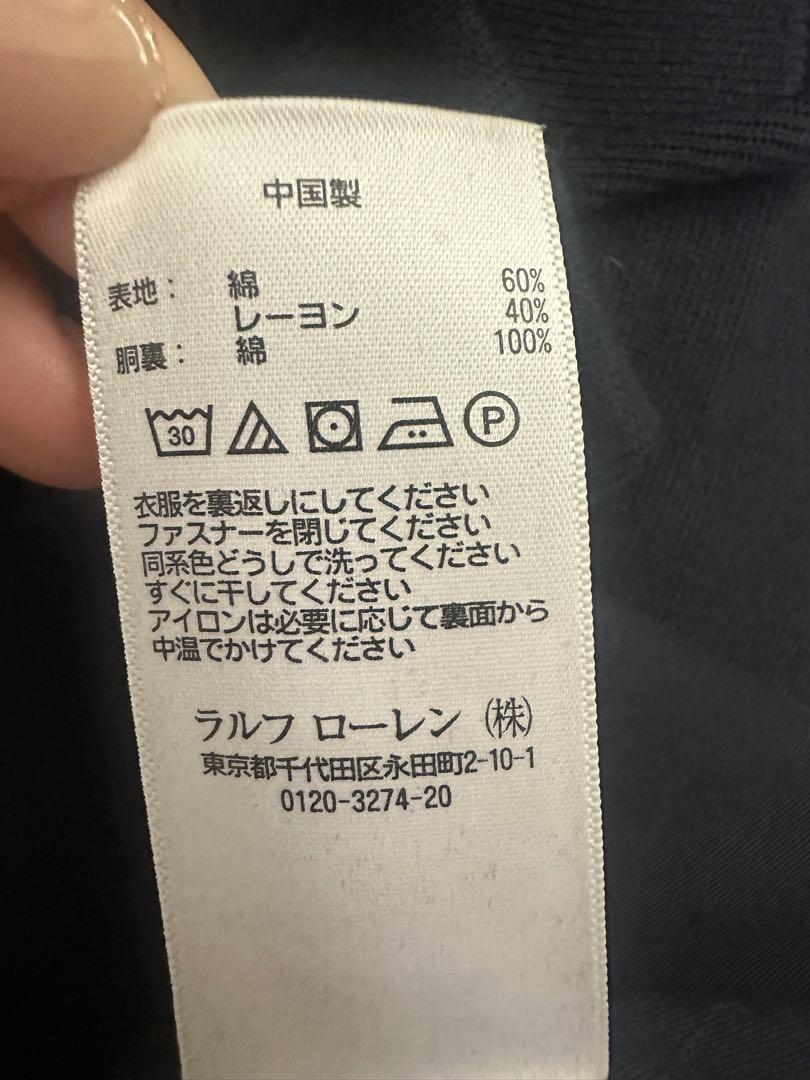 中国製
表地： 綿 60%
レーヨン 40%
胴裏： 綿 100%
30 P
衣服を裏返しにしてください
ファスナーを閉じてください
同系色どうしで洗ってください
すぐに干してください
アイロンは必要に応じて裏面から
中温でかけてください
ラルフ ローレン ㈱
東京都千代田区永田町2-10-1
0120-3274-20